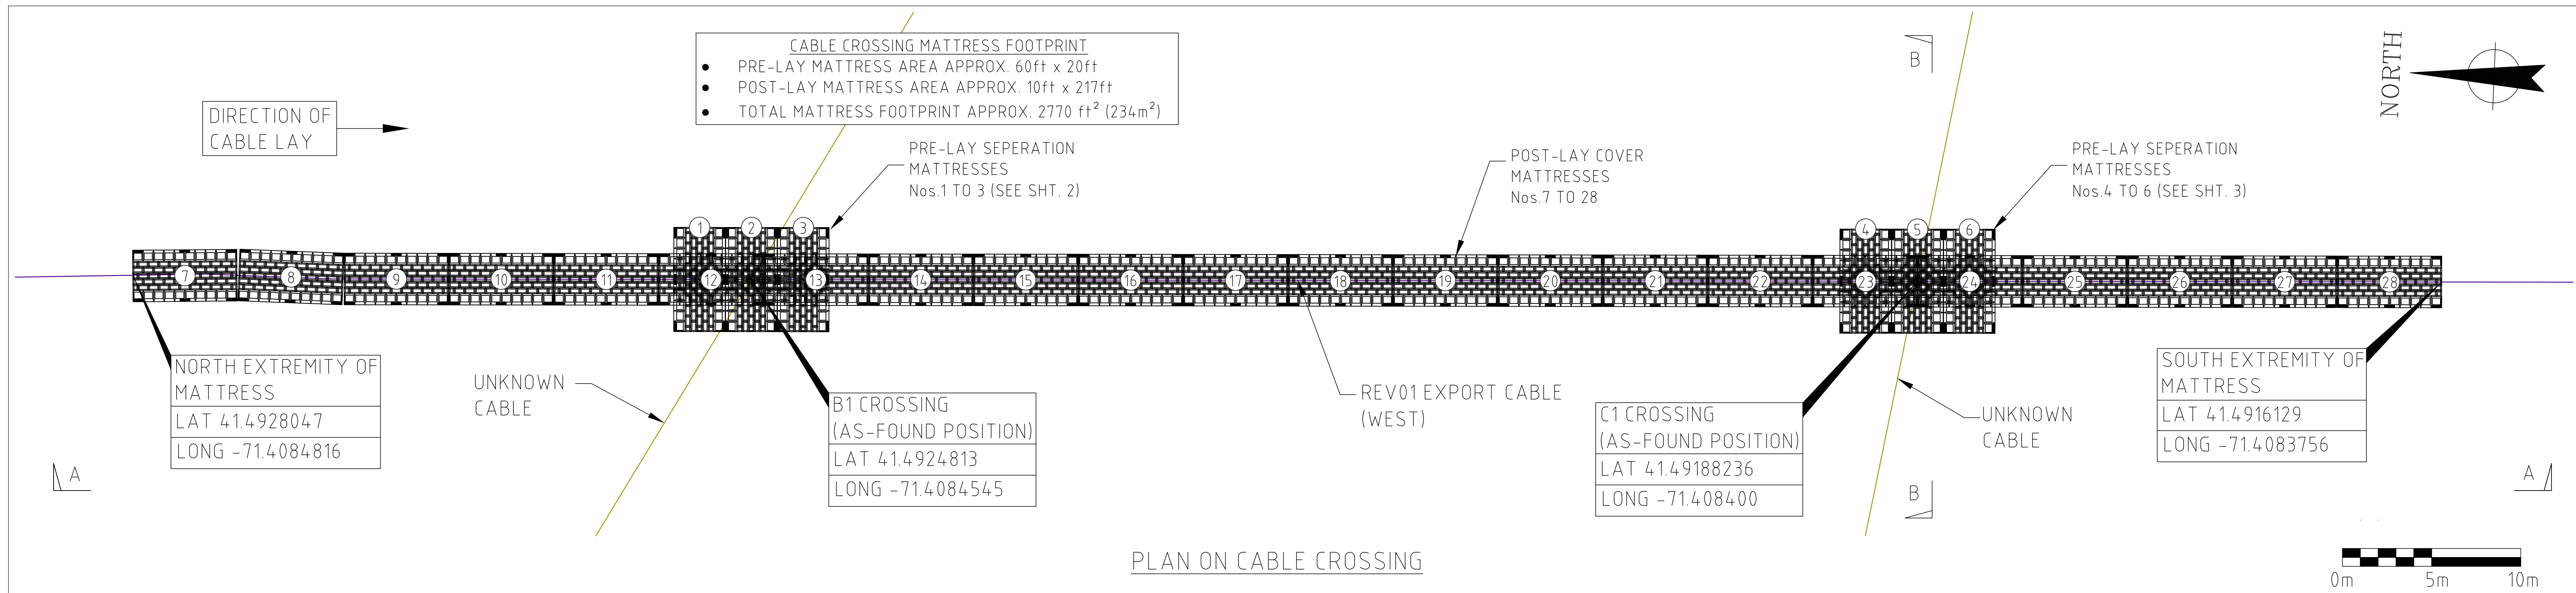 CABLE CROSSING MATTRESS FOOTPRINT
● PRE-LAY MATTRESS AREA APPROX. 60ft x 20ft
● POST-LAY MATTRESS AREA APPROX. 10ft x 217ft
● TOTAL MATTRESS FOOTPRINT APPROX. 2770 ft² (234m²)
DIRECTION OF
CABLE LAY
PRE-LAY SEPERATION
MATTRESSES
Nos.1 TO 3 (SEE SHT. 2)
POST-LAY COVER
MATTRESSES
Nos.7 TO 28
B
NORTH
PRE-LAY SEPERATION
MATTRESSES
Nos.4 TO 6 (SEE SHT. 3)
1 2 3 4 5 6
7 8 9 10 11 12 13 14 15 16 17 18 19 20 21 22 23 24 25 26 27 28
NORTH EXTREMITY OF
MATTRESS
LAT 41.4928047
LONG -71.4084816
UNKNOWN
CABLE
B1 CROSSING
(AS-FOUND POSITION)
LAT 41.4924813
LONG -71.4084545
REV01 EXPORT CABLE
(WEST)
C1 CROSSING
(AS-FOUND POSITION)
LAT 41.49188236
LONG -71.408400
UNKNOWN
CABLE
SOUTH EXTREMITY OF
MATTRESS
LAT 41.4916129
LONG -71.4083756
A
B
A
PLAN ON CABLE CROSSING
0m 5m 10m